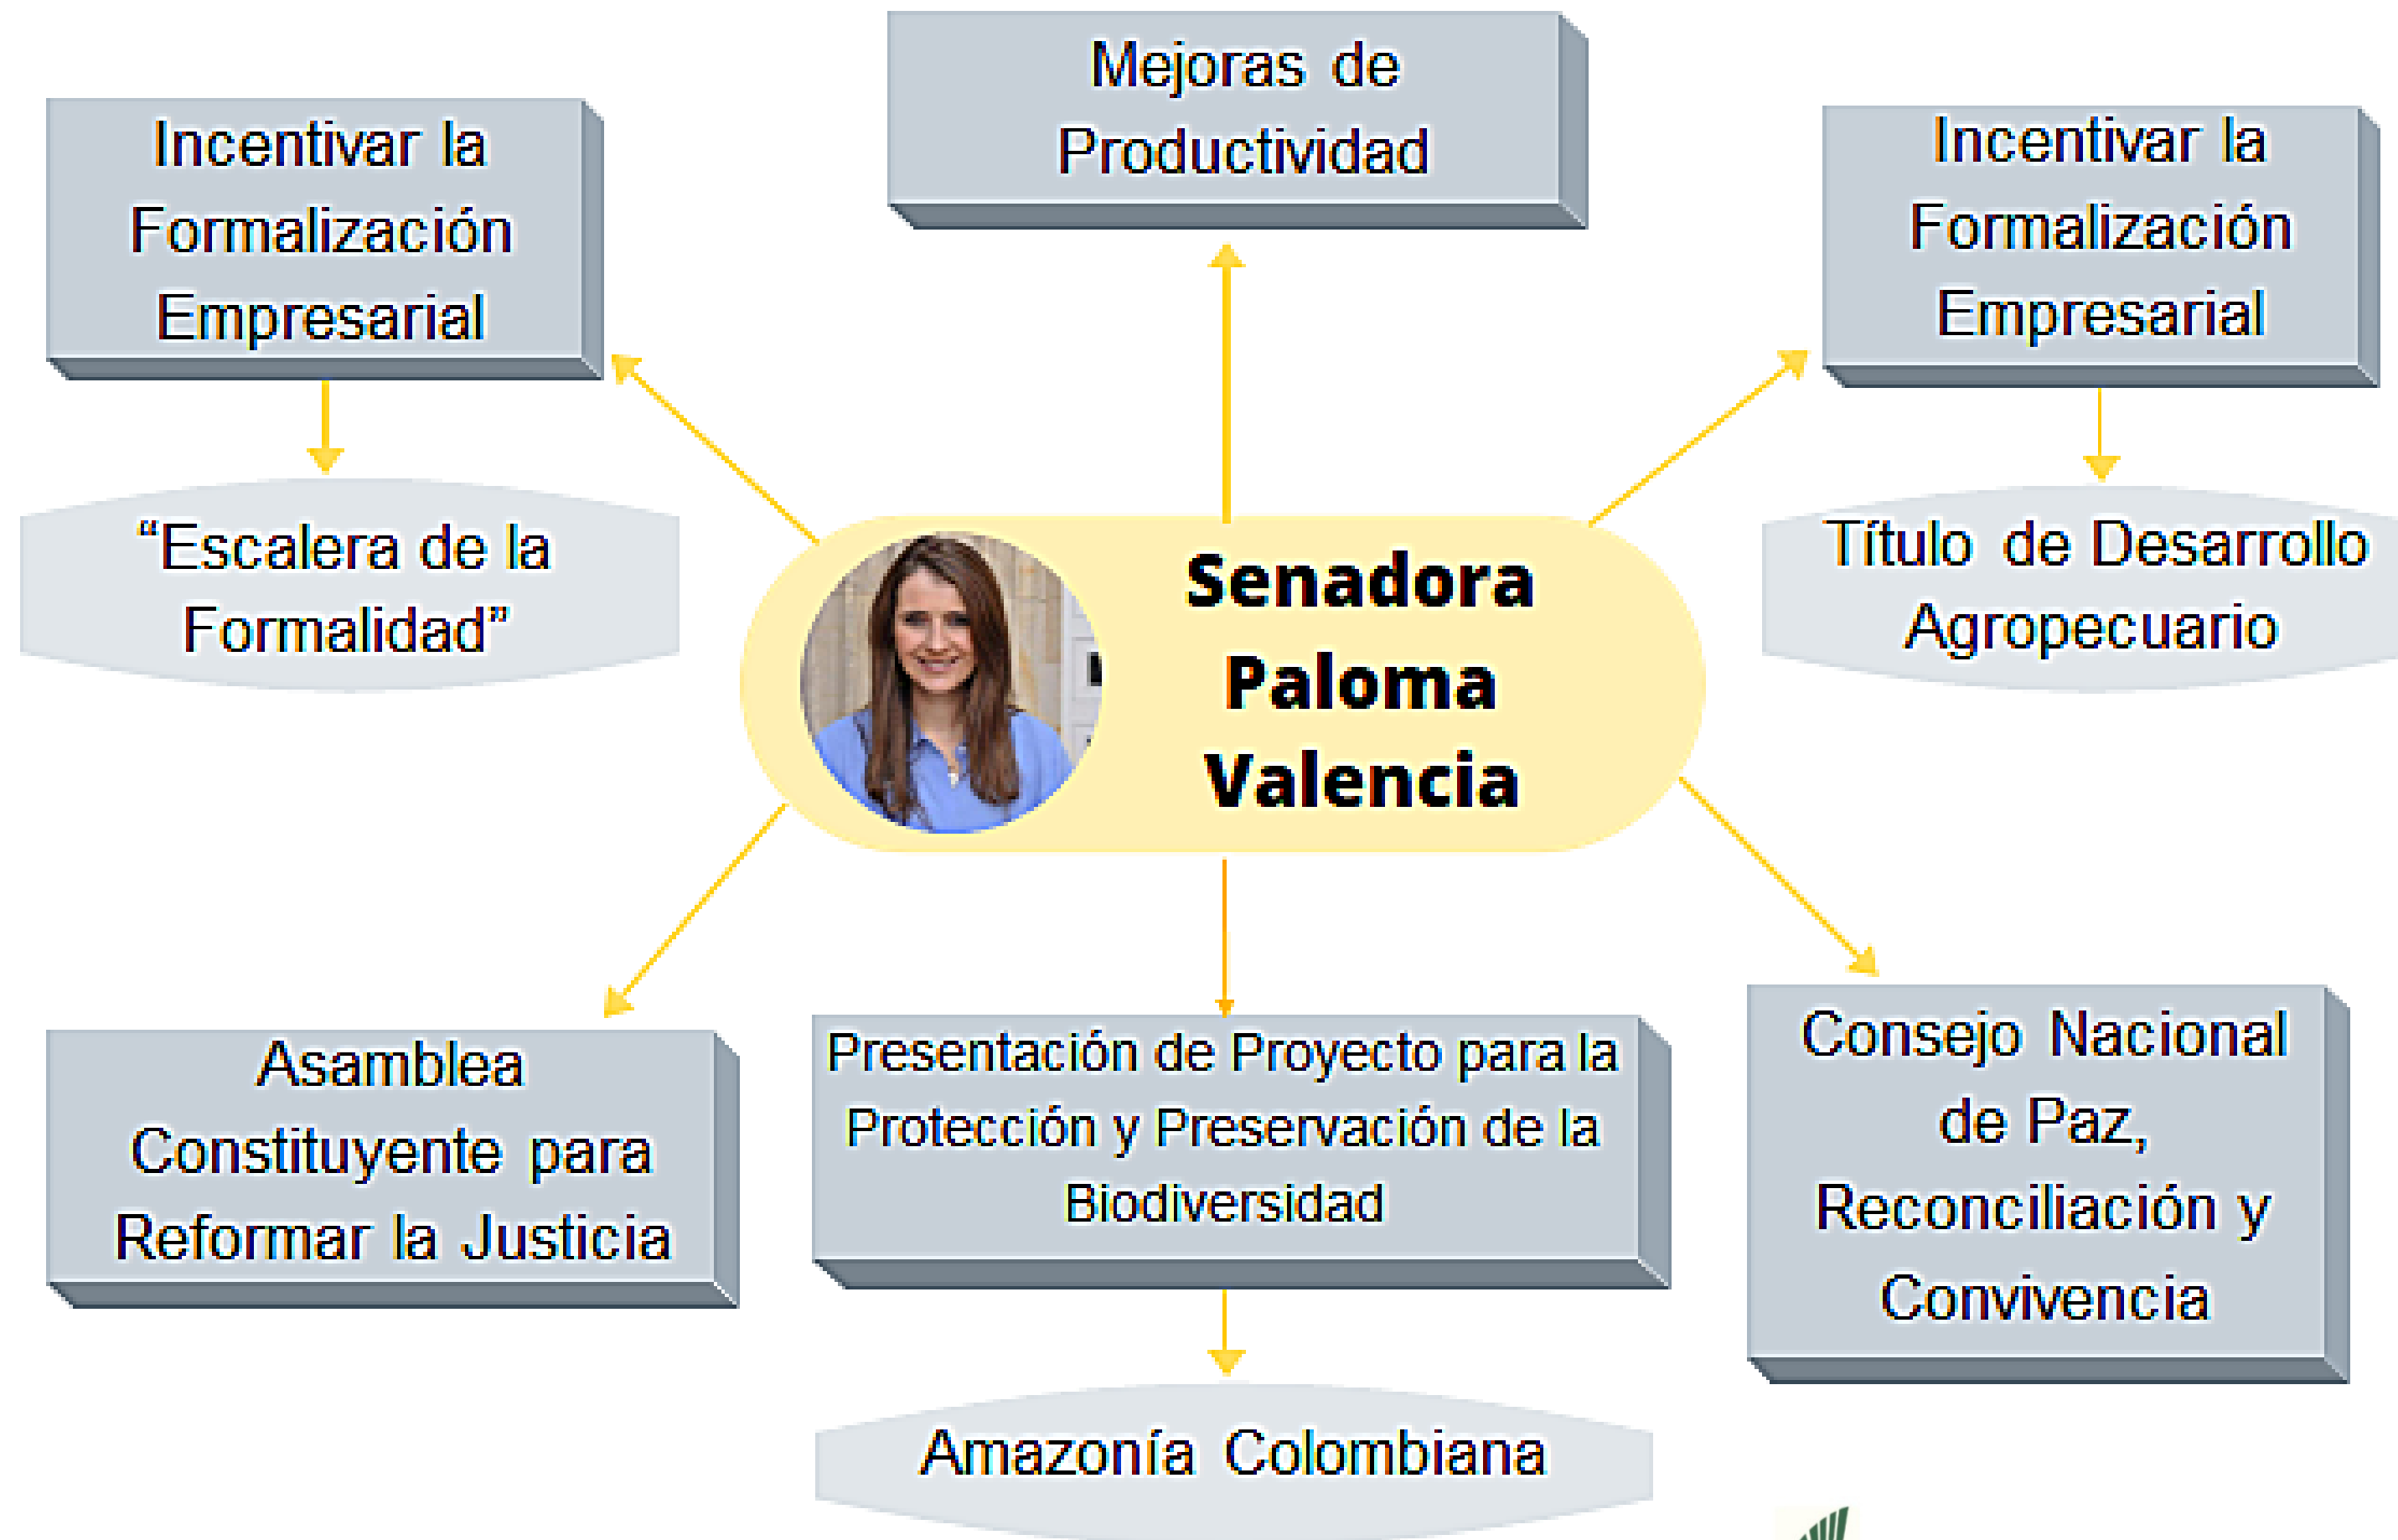 Mejoras de
Productividad
Incentivar la
Formalización
Empresarial
Incentivar la
Formalización
Empresarial
“Escalera de la
Formalidad”
Senadora
Paloma
Valencia
Título de Desarrollo
Agropecuario
Asamblea
Constituyente para
Reformar la Justicia
Presentación de Proyecto para la
Protección y Preservación de la
Biodiversidad
Consejo Nacional
de Paz,
Reconciliación y
Convivencia
Amazonía Colombiana